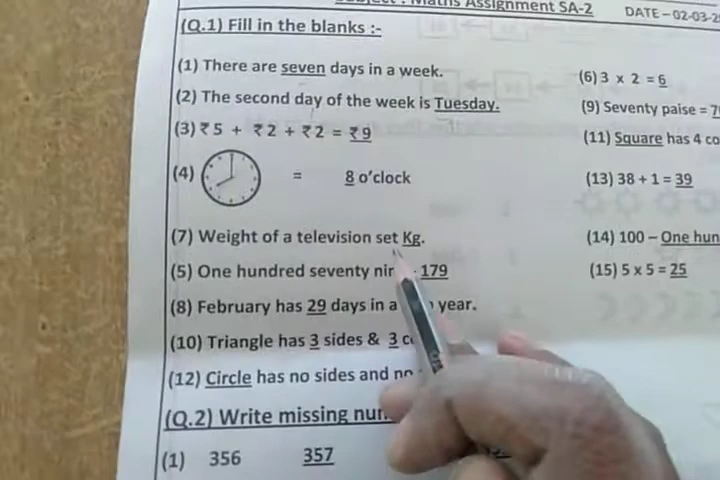 Maths Assignment SA-2
DATE – 02-03-2
(Q.1) Fill in the blanks :-
(1) There are seven days in a week.
(2) The second day of the week is Tuesday.
(3) ₹ 5 + ₹ 2 + ₹ 2 = ₹ 9
(4) = 8 o'clock
(7) Weight of a television set Kg.
(5) One hundred seventy 179
(8) February has 29 days in a year.
(10) Triangle has 3 sides & 3
(12) Circle has no sides and
(Q.2) Write missing
(1) 356 357
(6) 3 x 2 = 6
(9) Seventy paise =
(11) Square has 4
(13) 38 + 1 = 39
(14) 100 – One
(15) 5 x 5 = 25